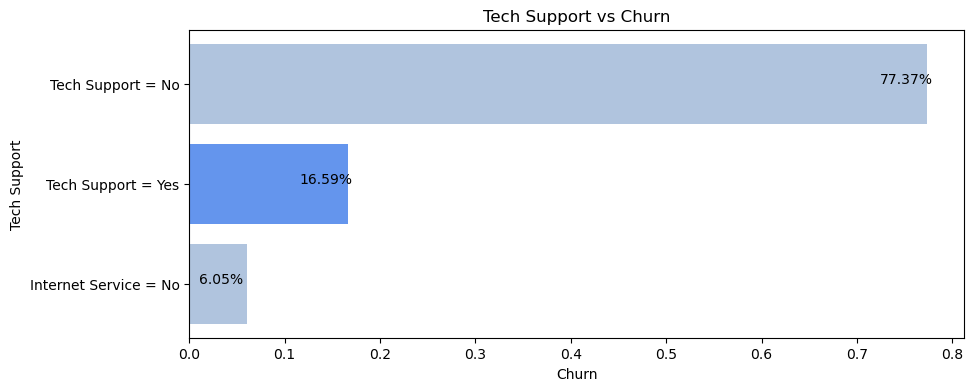 Tech Support vs Churn
Tech Support
Tech Support = No
77.37%
Tech Support = Yes
16.59%
Internet Service = No
6.05%
0.0 0.1 0.2 0.3 0.4 0.5 0.6 0.7 0.8
Churn